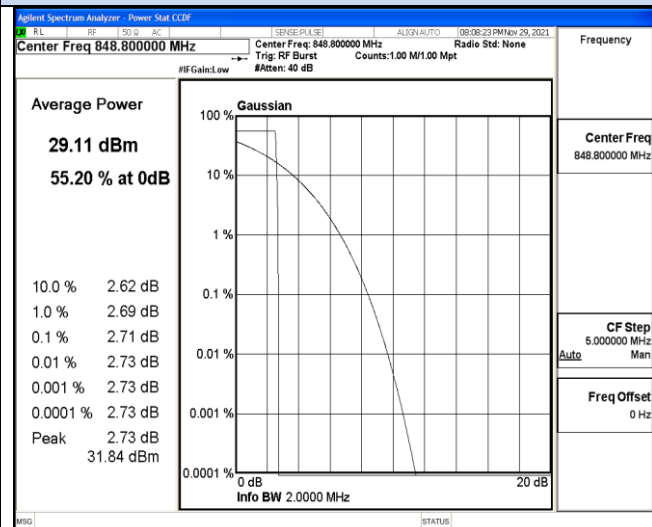 Agilent Spectrum Analyzer - Power Stat CCDF
RL RF 50 Ω AC SENSE:PULSE ALIGN AUTO 08:08:23 PM Nov 29, 2021
Center Freq 848.800000 MHz
Center Freq: 848.800000 MHz Radio Std: None
Trig: RF Burst Counts:1.00 M/1.00 Mpt
#IFGain:Low #Atten: 40 dB
Frequency
Average Power
29.11 dBm
55.20 % at 0dB
10.0 % 2.62 dB
1.0 % 2.69 dB
0.1 % 2.71 dB
0.01 % 2.73 dB
0.001 % 2.73 dB
0.0001 % 2.73 dB
Peak 2.73 dB
31.84 dBm
Gaussian
100 %
10 %
1 %
0.1 %
0.01 %
0.001 %
0.0001 %
0 dB 20 dB
Info BW 2.0000 MHz
Center Freq
848.800000 MHz
CF Step
5.000000 MHz
Auto Man
Freq Offset
0 Hz
MSG STATUS